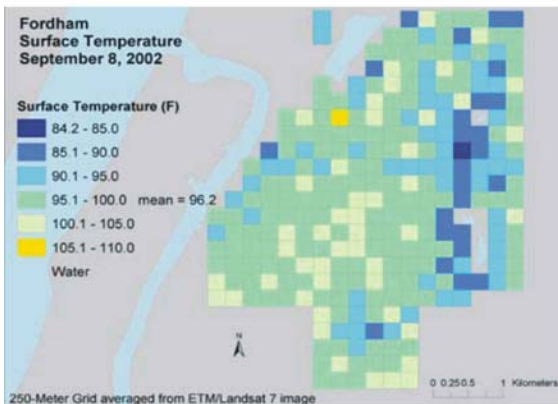 Fordham
Surface Temperature
September 8, 2002
Surface Temperature (F)
84.2 - 85.0
85.1 - 90.0
90.1 - 95.0
95.1 - 100.0 mean = 96.2
100.1 - 105.0
105.1 - 110.0
Water
N
0 0.25 0.5 1 Kilometers
250-Meter Grid averaged from ETM/Landsat 7 image